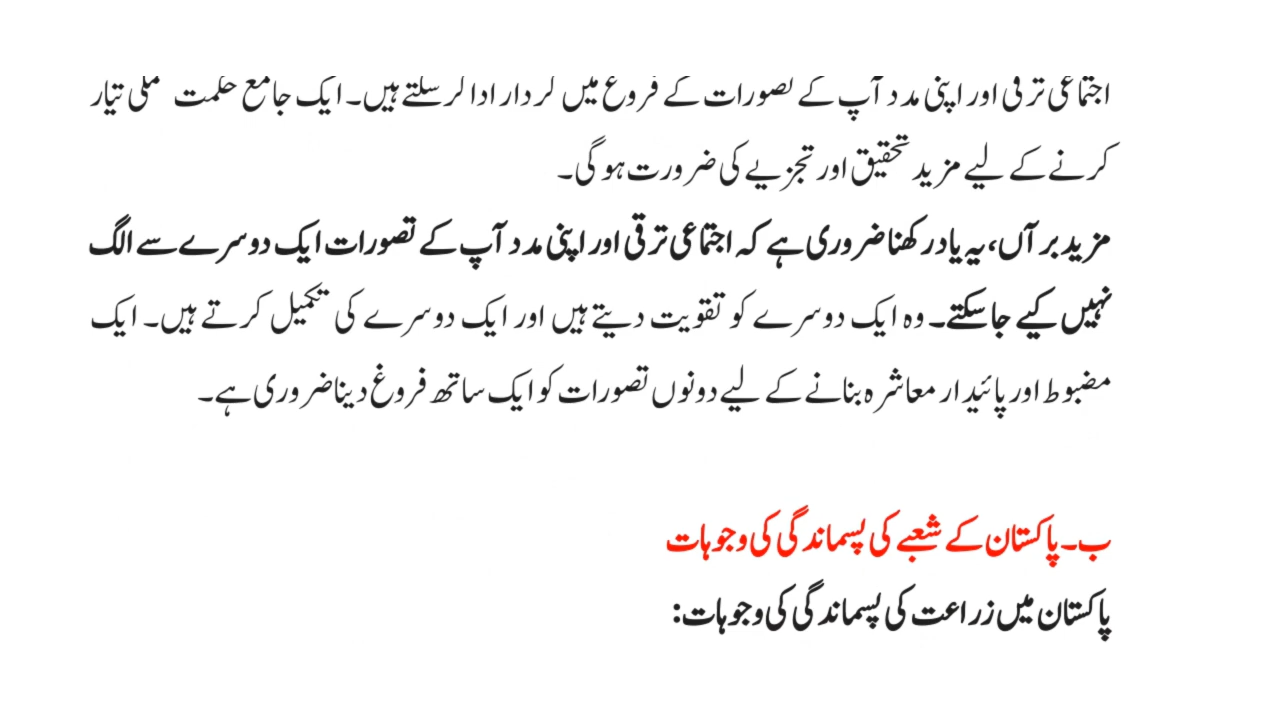 اجتماعی ترقی اور اپنی مدد آپ کے تصورات کے فروغ میں کردار ادا کر سکتے ہیں۔ ایک جامع حکمت عملی تیار
کرنے کے لیے مزید تحقیق اور تجزیے کی ضرورت ہوگی۔
مزید برآں، یہ یاد رکھنا ضروری ہے کہ اجتماعی ترقی اور اپنی مدد آپ کے تصورات ایک دوسرے سے الگ
نہیں کیے جا سکتے۔ وہ ایک دوسرے کو تقویت دیتے ہیں اور ایک دوسرے کی تکمیل کرتے ہیں۔ ایک
مضبوط اور پائیدار معاشرہ بنانے کے لیے دونوں تصورات کو ایک ساتھ فروغ دینا ضروری ہے۔
ب۔ پاکستان کے شعبے کی پسماندگی کی وجوہات
پاکستان میں زراعت کی پسماندگی کی وجوہات: